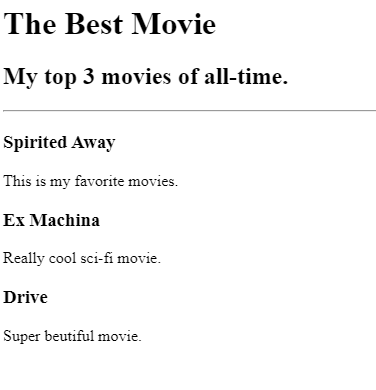 The Best Movie
My top 3 movies of all-time.
Spirited Away
This is my favorite movies.
Ex Machina
Really cool sci-fi movie.
Drive
Super beutiful movie.